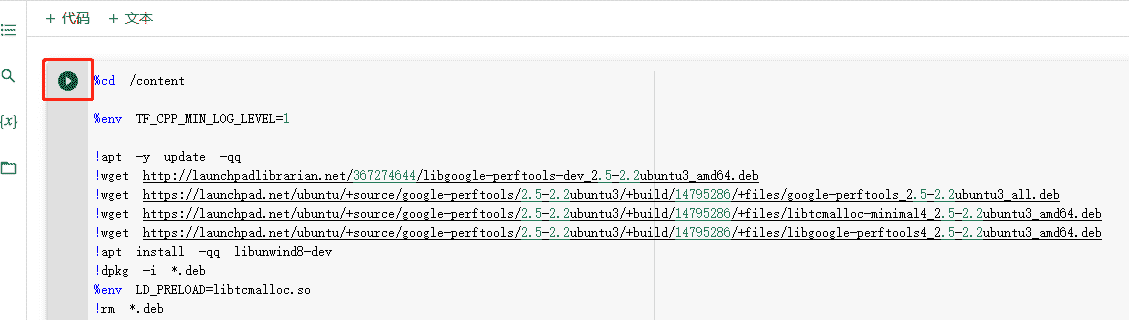 + 代码 + 文本
{x}
%cd /content
%env TF_CPP_MIN_LOG_LEVEL=1
!apt -y update -qq
!wget http://launchpadlibrarian.net/367274644/libgoogle-perftools-dev_2.5-2.2ubuntu3_amd64.deb
!wget https://launchpad.net/ubuntu/+source/google-perftools/2.5-2.2ubuntu3/+build/14795286/+files/google-perftools_2.5-2.2ubuntu3_all.deb
!wget https://launchpad.net/ubuntu/+source/google-perftools/2.5-2.2ubuntu3/+build/14795286/+files/libtcmalloc-minimal4_2.5-2.2ubuntu3_amd64.deb
!wget https://launchpad.net/ubuntu/+source/google-perftools/2.5-2.2ubuntu3/+build/14795286/+files/libgoogle-perftools4_2.5-2.2ubuntu3_amd64.deb
!apt install -qq libunwind8-dev
!dpkg -i *.deb
%env LD_PRELOAD=libtcmalloc.so
!rm *.deb